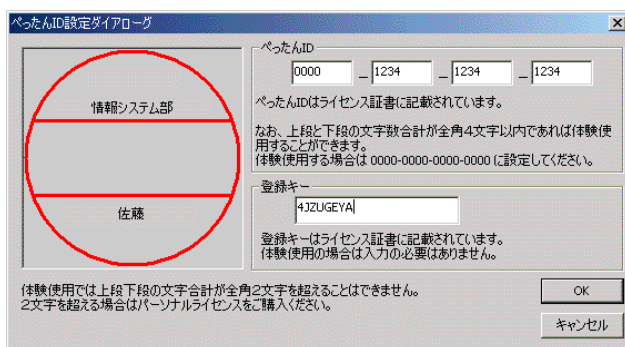 ぺったんID設定ダイアローグ
情報システム部
佐藤
ぺったんID
0000 _ 1234 _ 1234 _ 1234
ぺったんIDはライセンス証書に記載されています。
なお、上段と下段の文字数合計が全角4文字以内であれば体験使
用することができます。
体験使用する場合は 0000-0000-0000-0000 に設定してください。
登録キー
4JZUGEYA
登録キーはライセンス証書に記載されています。
体験使用の場合は入力の必要はありません。
体験使用では上段下段の文字合計が全角2文字を超えることはできません。
2文字を超える場合はパーソナルライセンスをご購入ください。
OK
キャンセル